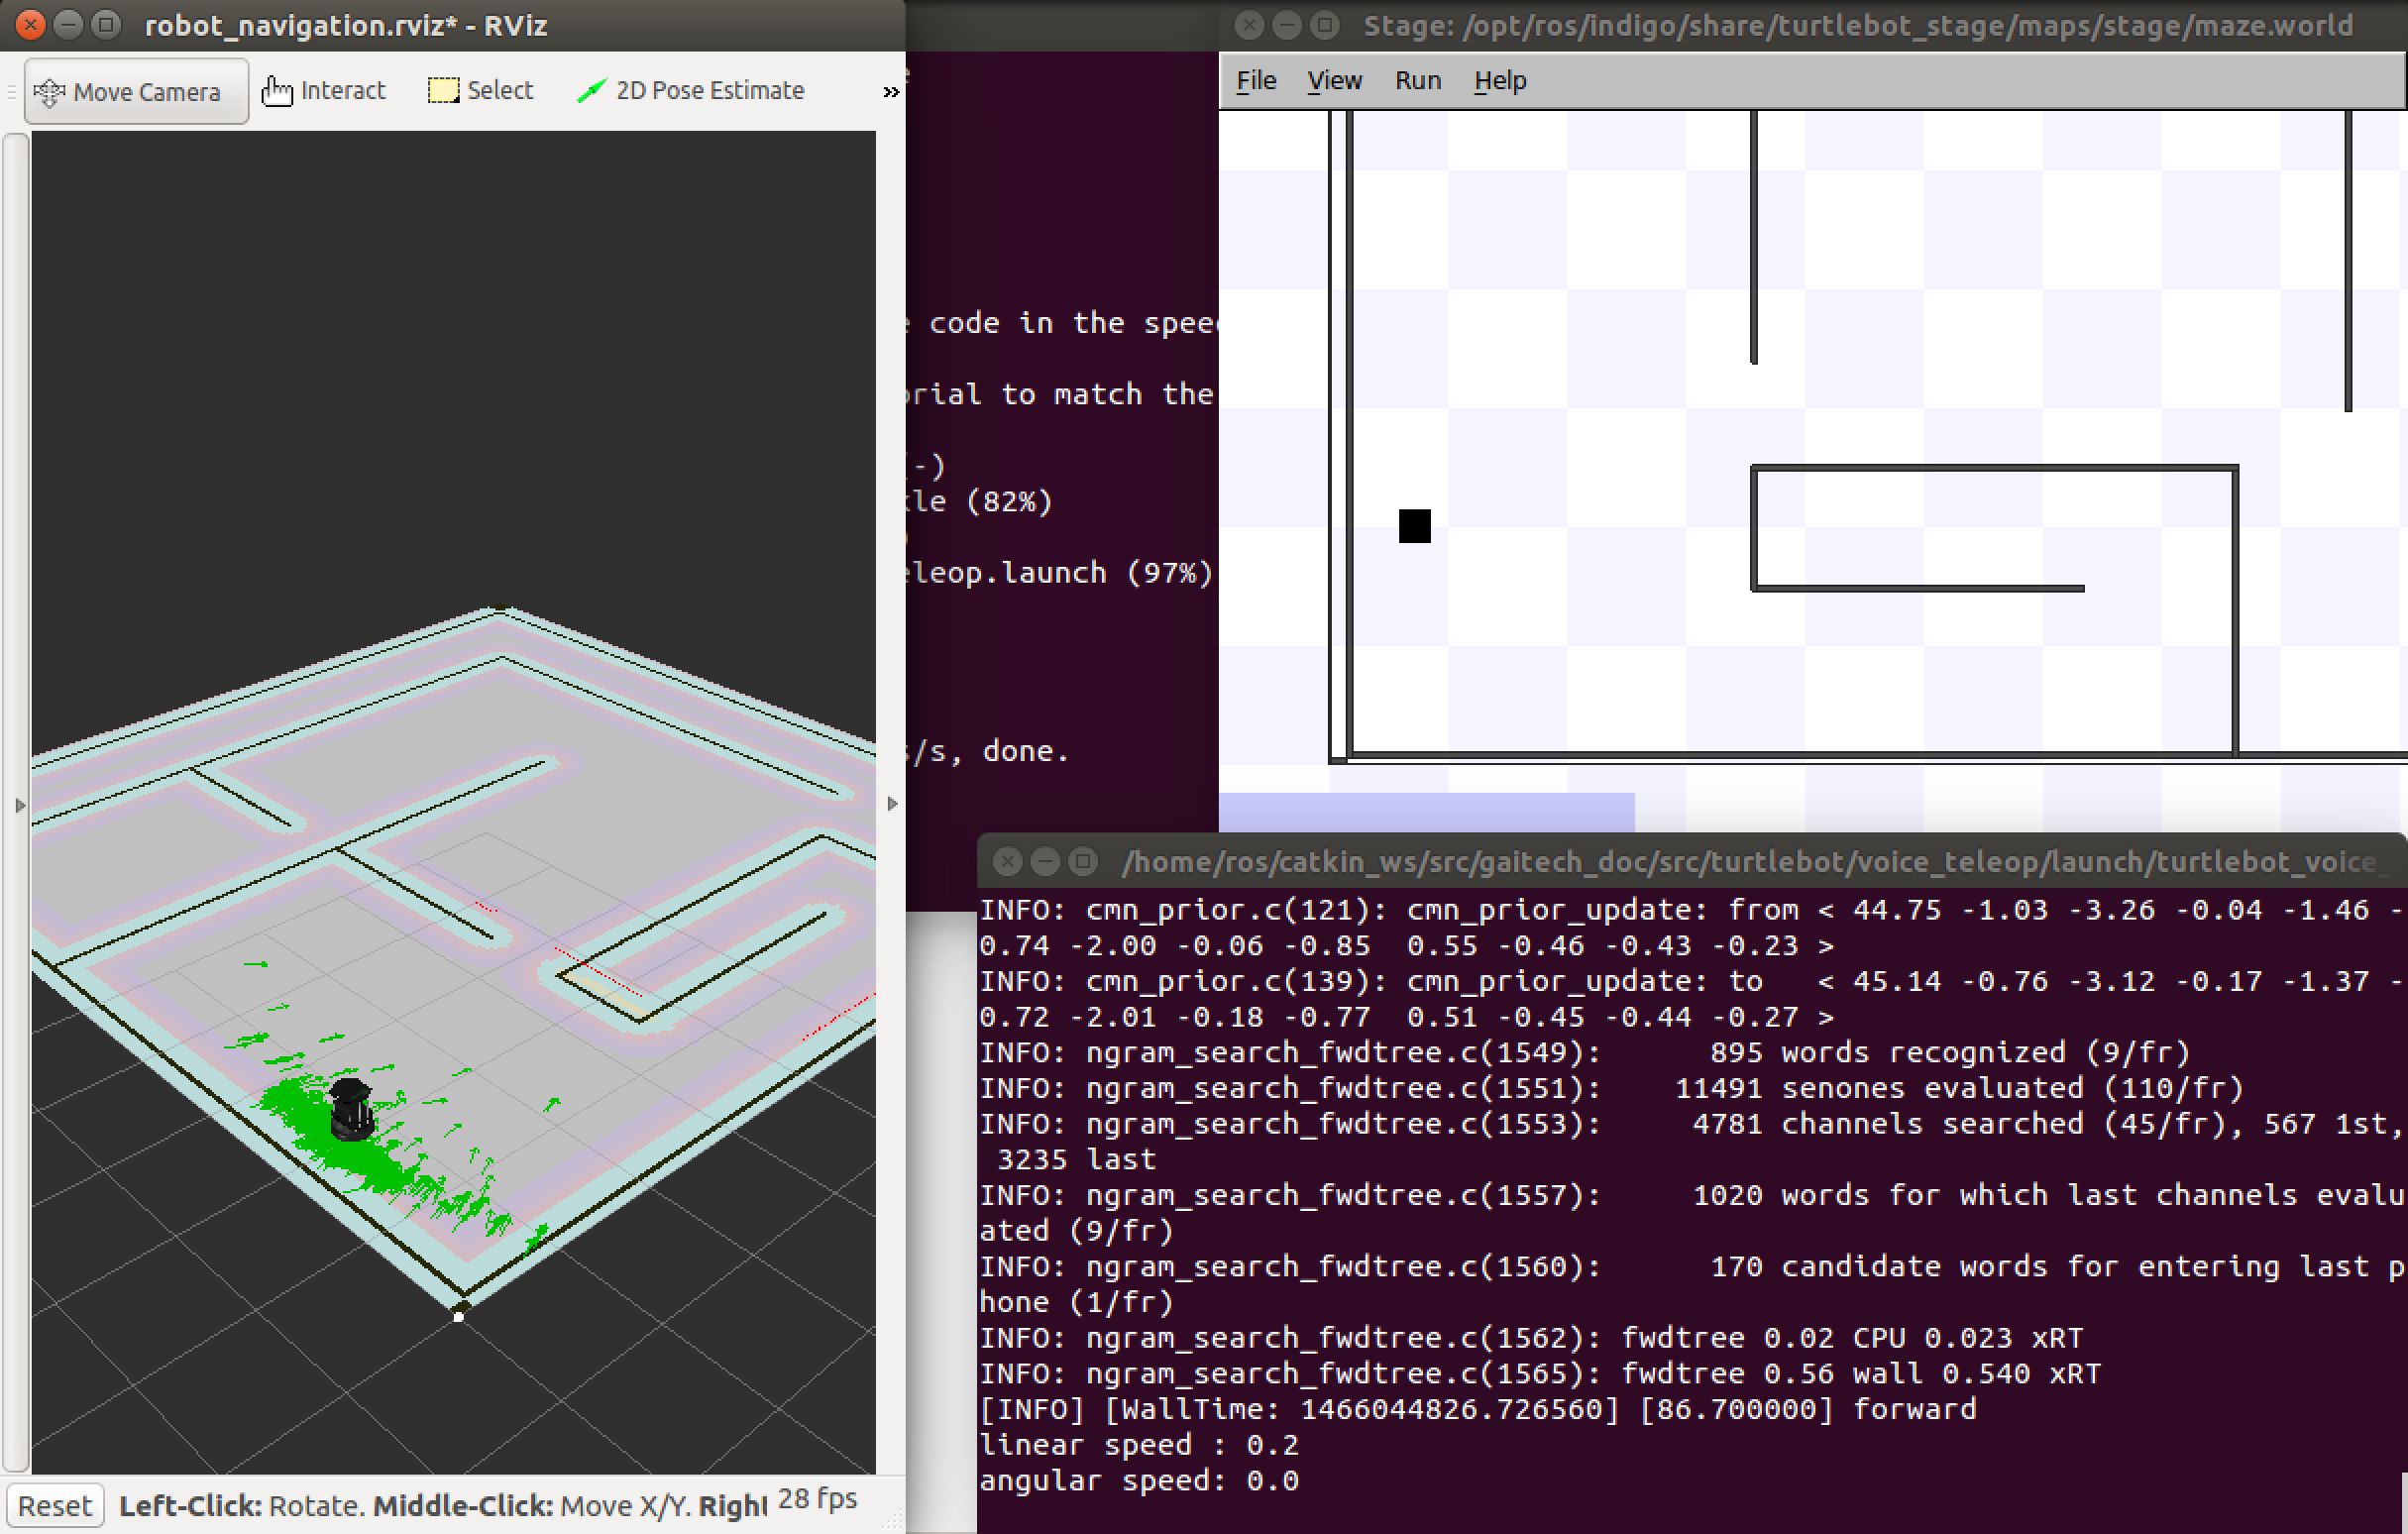 robot_navigation.rviz* - RViz
Move Camera Interact Select 2D Pose Estimate »
Reset Left-Click: Rotate. Middle-Click: Move X/Y. 28 fps
code in the
to match the
(-)
(82%)
(97%)
s/s, done.
Stage: /opt/ros/indigo/share/turtlebot_stage/maps/stage/maze.world
File View Run Help
/home/ros/catkin_ws/src/gaitech_doc/src/turtlebot/voice_teleop/launch/turtlebot_voice_
INFO: cmn_prior.c(121): cmn_prior_update: from < 44.75 -1.03 -3.26 -0.04 -1.46 -
0.74 -2.00 -0.06 -0.85  0.55 -0.46 -0.43 -0.23 >
INFO: cmn_prior.c(139): cmn_prior_update: to   < 45.14 -0.76 -3.12 -0.17 -1.37 -
0.72 -2.01 -0.18 -0.77  0.51 -0.45 -0.44 -0.27 >
INFO: ngram_search_fwdtree.c(1549):      895 words recognized (9/fr)
INFO: ngram_search_fwdtree.c(1551):    11491 senones evaluated (110/fr)
INFO: ngram_search_fwdtree.c(1553):     4781 channels searched (45/fr), 567 1st,
 3235 last
INFO: ngram_search_fwdtree.c(1557):     1020 words for which last channels evalu
ated (9/fr)
INFO: ngram_search_fwdtree.c(1560):      170 candidate words for entering last p
hone (1/fr)
INFO: ngram_search_fwdtree.c(1562): fwdtree 0.02 CPU 0.023 xRT
INFO: ngram_search_fwdtree.c(1565): fwdtree 0.56 wall 0.540 xRT
[INFO] [WallTime: 1466044826.726560] [86.700000] forward
linear speed : 0.2
angular speed: 0.0